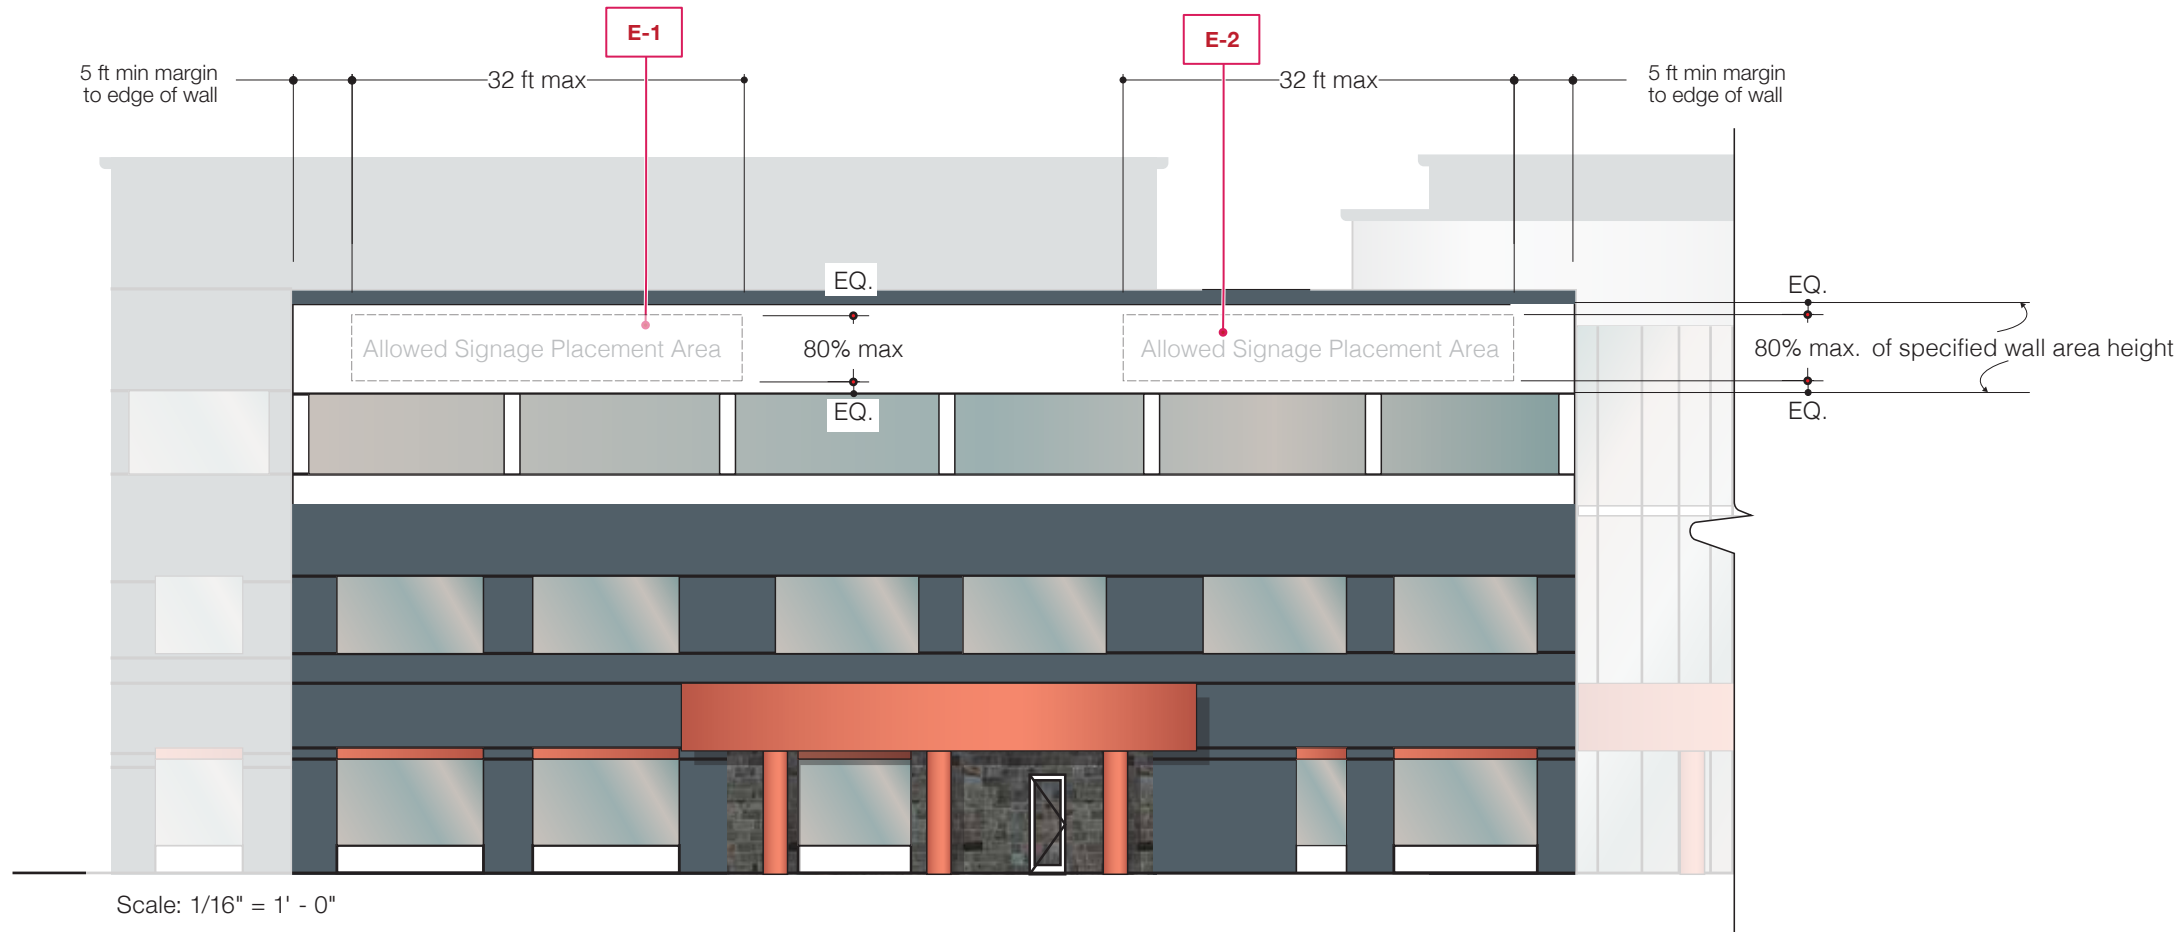 E-1
E-2
5 ft min margin
to edge of wall
32 ft max
32 ft max
5 ft min margin
to edge of wall
EQ.
EQ.
Allowed Signage Placement Area
80% max
Allowed Signage Placement Area
80% max. of specified wall area height
EQ.
EQ.
Scale: 1/16" = 1' - 0"